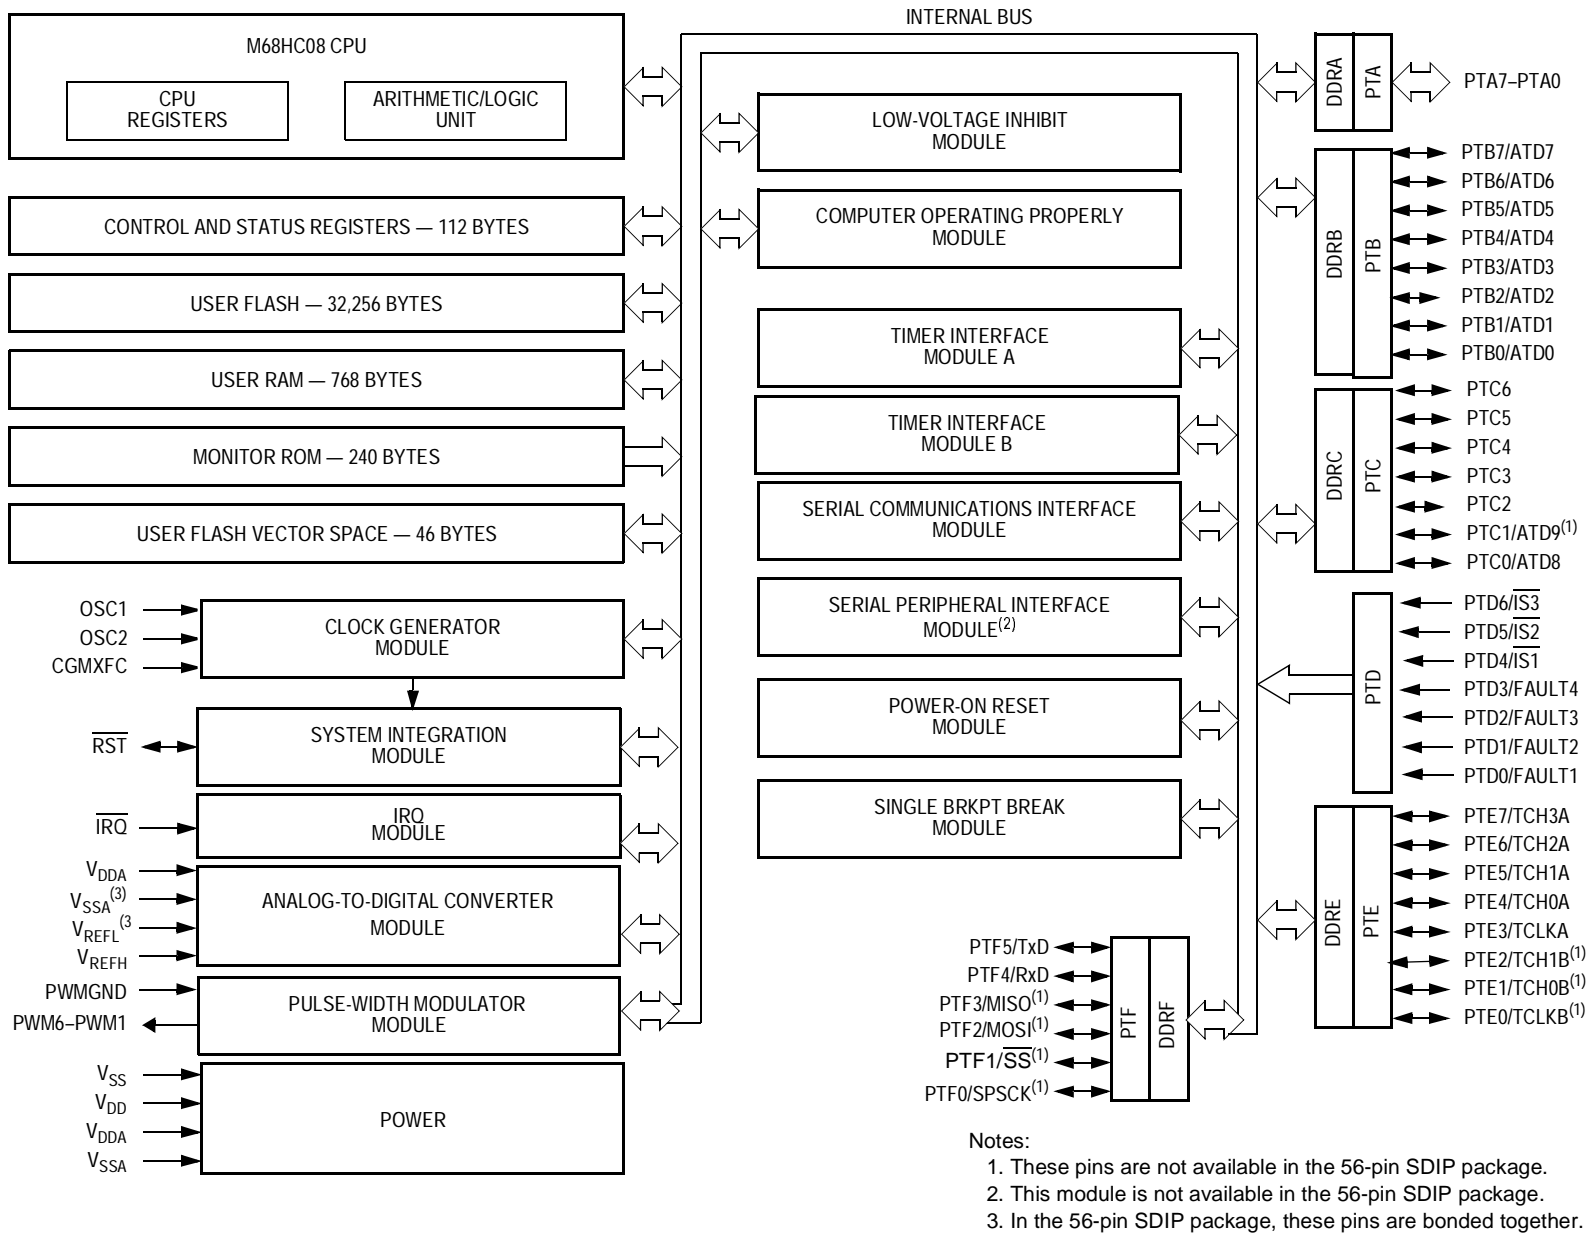 INTERNAL BUS
M68HC08 CPU
CPU
REGISTERS
ARITHMETIC/LOGIC
UNIT
CONTROL AND STATUS REGISTERS — 112 BYTES
USER FLASH — 32,256 BYTES
USER RAM — 768 BYTES
MONITOR ROM — 240 BYTES
USER FLASH VECTOR SPACE — 46 BYTES
OSC1
OSC2
CGMXFC
CLOCK GENERATOR
MODULE
RST
SYSTEM INTEGRATION
MODULE
IRQ
IRQ
MODULE
VDDA
VSSA(3)
VREFL(3
VREFH
ANALOG-TO-DIGITAL CONVERTER
MODULE
PWMGND
PWM6–PWM1
PULSE-WIDTH MODULATOR
MODULE
VSS
VDD
VDDA
VSSA
POWER
LOW-VOLTAGE INHIBIT
MODULE
COMPUTER OPERATING PROPERLY
MODULE
TIMER INTERFACE
MODULE A
TIMER INTERFACE
MODULE B
SERIAL COMMUNICATIONS INTERFACE
MODULE
SERIAL PERIPHERAL INTERFACE
MODULE(2)
POWER-ON RESET
MODULE
SINGLE BRKPT BREAK
MODULE
PTF5/TxD
PTF4/RxD
PTF3/MISO(1)
PTF2/MOSI(1)
PTF1/SS(1)
PTF0/SPSCK(1)
PTF
DDRF
DDRA
PTA
PTA7–PTA0
DDRB
PTB
PTB7/ATD7
PTB6/ATD6
PTB5/ATD5
PTB4/ATD4
PTB3/ATD3
PTB2/ATD2
PTB1/ATD1
PTB0/ATD0
DDRC
PTC
PTC6
PTC5
PTC4
PTC3
PTC2
PTC1/ATD9(1)
PTC0/ATD8
PTD
PTD6/IS3
PTD5/IS2
PTD4/IS1
PTD3/FAULT4
PTD2/FAULT3
PTD1/FAULT2
PTD0/FAULT1
DDRE
PTE
PTE7/TCH3A
PTE6/TCH2A
PTE5/TCH1A
PTE4/TCH0A
PTE3/TCLKA
PTE2/TCH1B(1)
PTE1/TCH0B(1)
PTE0/TCLKB(1)
Notes:
1. These pins are not available in the 56-pin SDIP package.
2. This module is not available in the 56-pin SDIP package.
3. In the 56-pin SDIP package, these pins are bonded together.